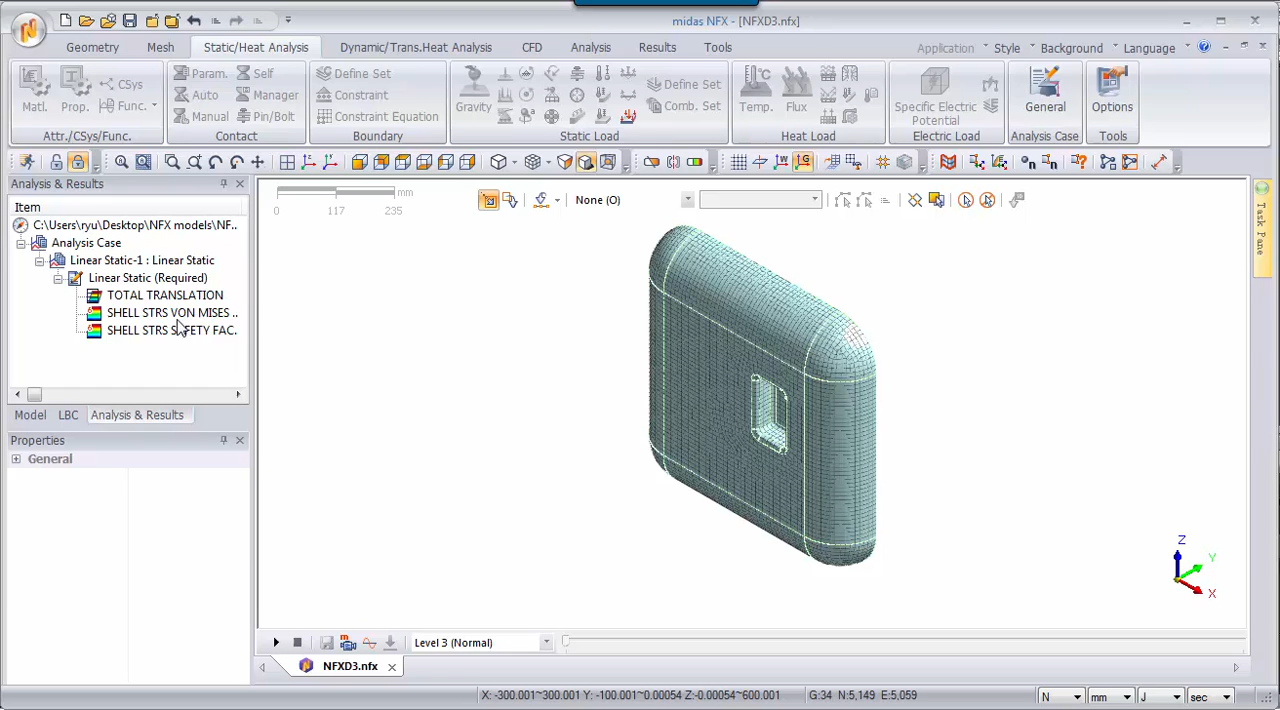 midas NFX - [NFXD3.nfx]
Geometry Mesh Static/Heat Analysis Dynamic/Trans.Heat Analysis CFD Analysis Results Tools
Application Style Background Language
Matl. Prop. CSys Func.
Attr./CSys/Func.
Param. Self
Auto Manager
Manual Pin/Bolt
Contact
Define Set
Constraint
Constraint Equation
Boundary
Gravity
Define Set
Comb. Set
Static Load
Temp. Flux
Heat Load
Specific Electric Potential
Electric Load
General
Analysis Case
Options
Tools
Analysis & Results
Item
C:\Users\ryu\Desktop\NFX models\NF..
Analysis Case
Linear Static-1 : Linear Static
Linear Static (Required)
TOTAL TRANSLATION
SHELL STRS VON MISES ..
SHELL STRS SAFETY FAC.
Model LBC Analysis & Results
Properties
General
mm
0 117 235
None (O)
Task Pane
Z
Y
X
Level 3 (Normal)
NFXD3.nfx
X: -300.001~300.001 Y: -100.001~0.00054 Z:-0.00054~600.001 G:34 N:5,149 E:5,059
N mm J sec